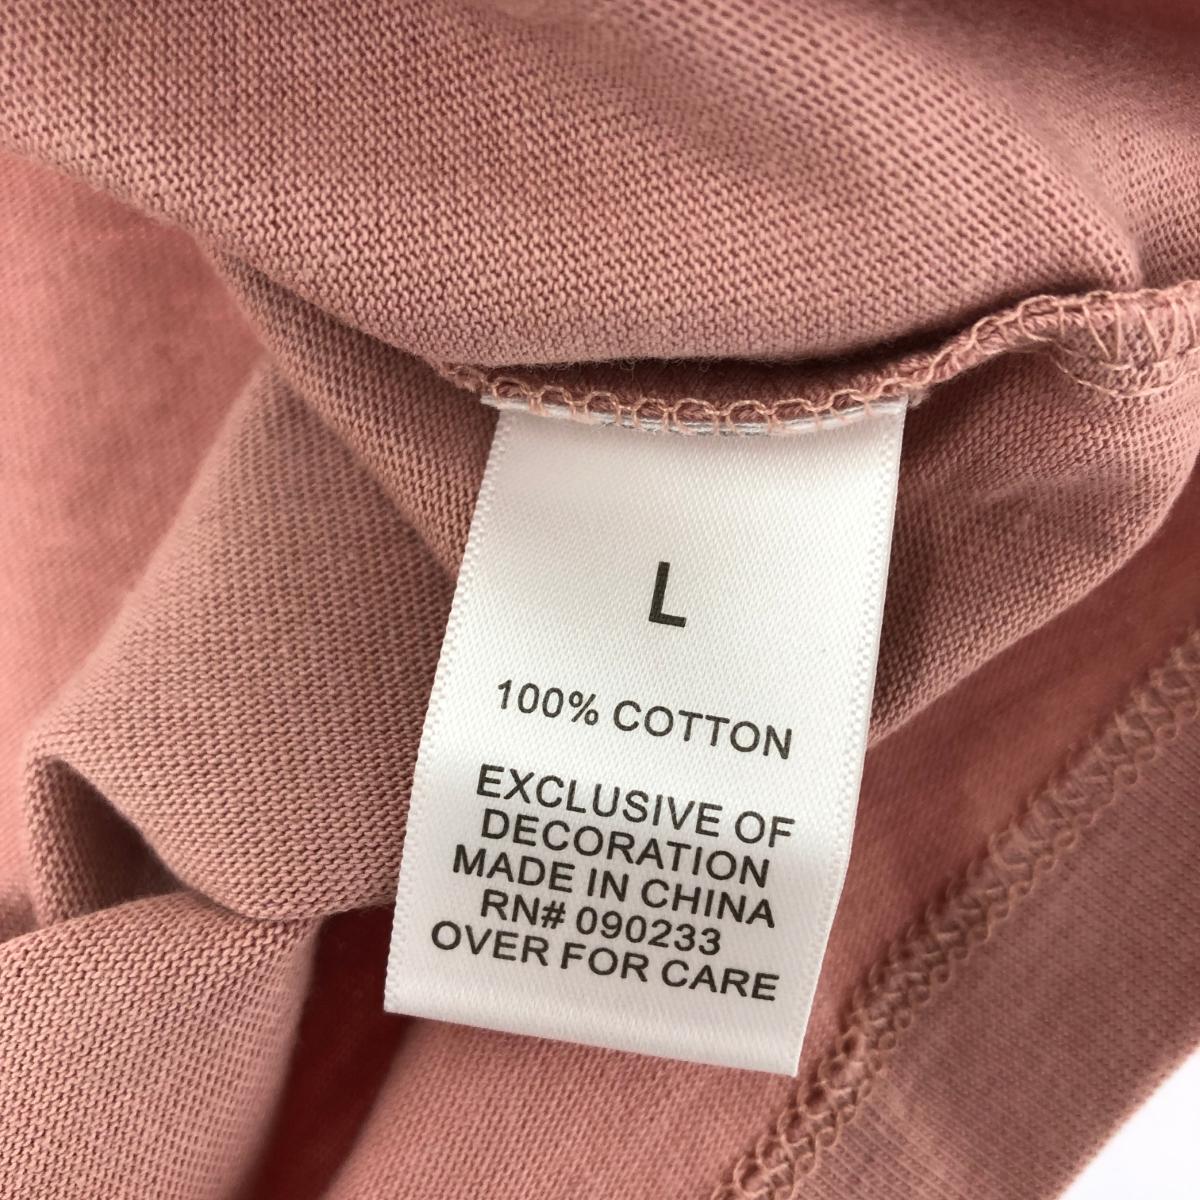 L
100% COTTON
EXCLUSIVE OF
DECORATION
MADE IN CHINA
RN# 090233
OVER FOR CARE